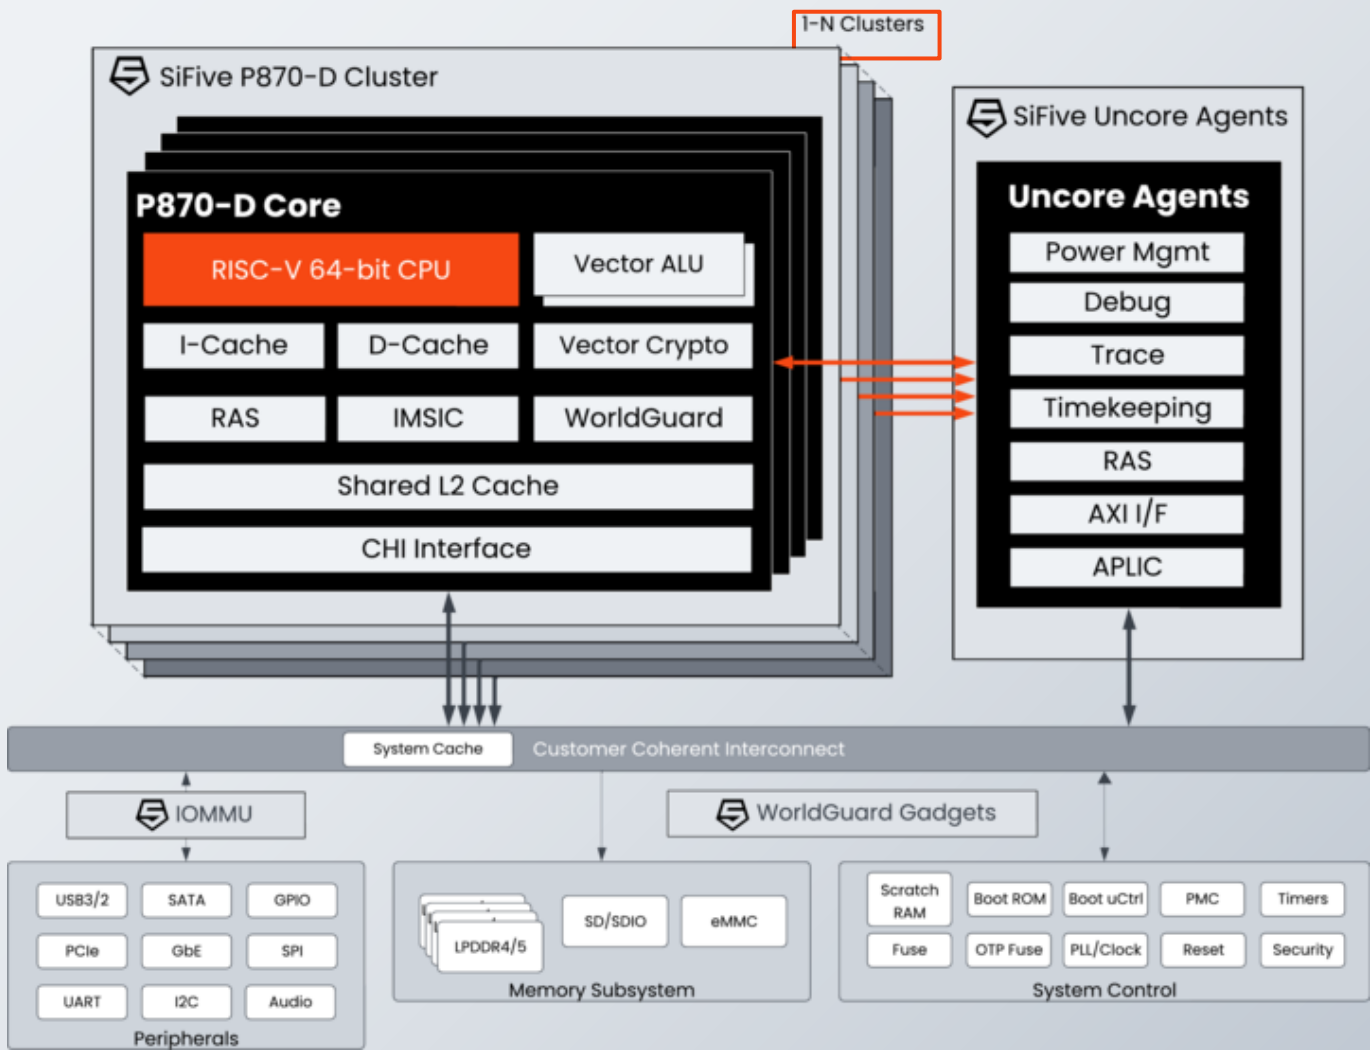 1-N Clusters
SiFive P870-D Cluster
SiFive Uncore Agents
P870-D Core
RISC-V 64-bit CPU
Vector ALU
I-Cache
D-Cache
Vector Crypto
RAS
IMSIC
WorldGuard
Shared L2 Cache
CHI Interface
Uncore Agents
Power Mgmt
Debug
Trace
Timekeeping
RAS
AXI I/F
APLIC
System Cache
Customer Coherent Interconnect
IOMMU
WorldGuard Gadgets
USB3/2
SATA
GPIO
PCIe
GbE
SPI
UART
I2C
Audio
Peripherals
LPDDR4/5
SD/SDIO
eMMC
Memory Subsystem
Scratch
RAM
Boot ROM
Boot uCtrl
PMC
Timers
Fuse
OTP Fuse
PLL/Clock
Reset
Security
System Control